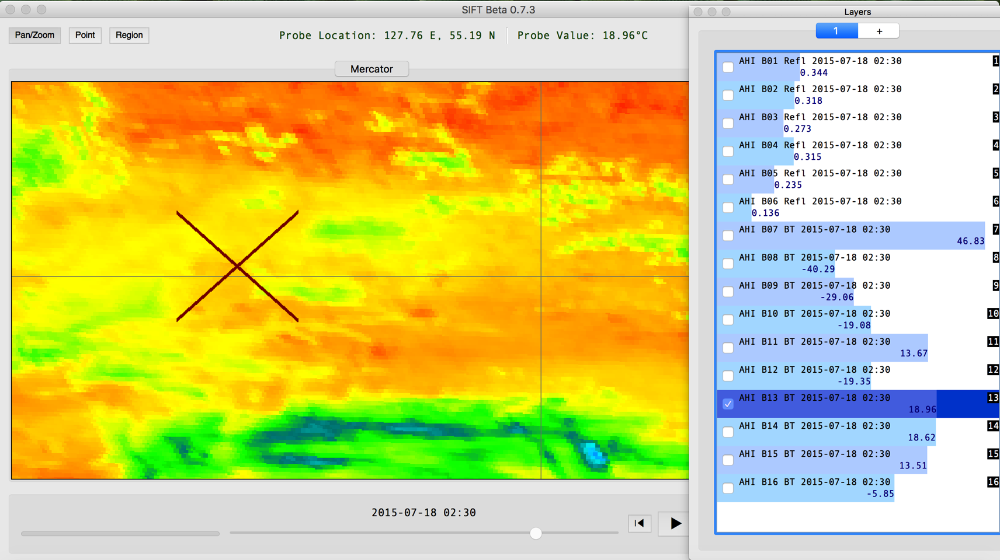 SIFT Beta 0.7.3
Pan/Zoom Point Region
Probe Location: 127.76 E, 55.19 N Probe Value: 18.96°C
Mercator
2015-07-18 02:30
Layers
1 +
AHI B01 Refl 2015-07-18 02:30 1
0.344
AHI B02 Refl 2015-07-18 02:30 2
0.318
AHI B03 Refl 2015-07-18 02:30 3
0.273
AHI B04 Refl 2015-07-18 02:30 4
0.315
AHI B05 Refl 2015-07-18 02:30 5
0.235
AHI B06 Refl 2015-07-18 02:30 6
0.136
AHI B07 BT 2015-07-18 02:30 7
46.83
AHI B08 BT 2015-07-18 02:30 8
-40.29
AHI B09 BT 2015-07-18 02:30 9
-29.06
AHI B10 BT 2015-07-18 02:30 10
-19.08
AHI B11 BT 2015-07-18 02:30 11
13.67
AHI B12 BT 2015-07-18 02:30 12
-19.35
AHI B13 BT 2015-07-18 02:30 13
18.96
AHI B14 BT 2015-07-18 02:30 14
18.62
AHI B15 BT 2015-07-18 02:30 15
13.51
AHI B16 BT 2015-07-18 02:30 16
-5.85